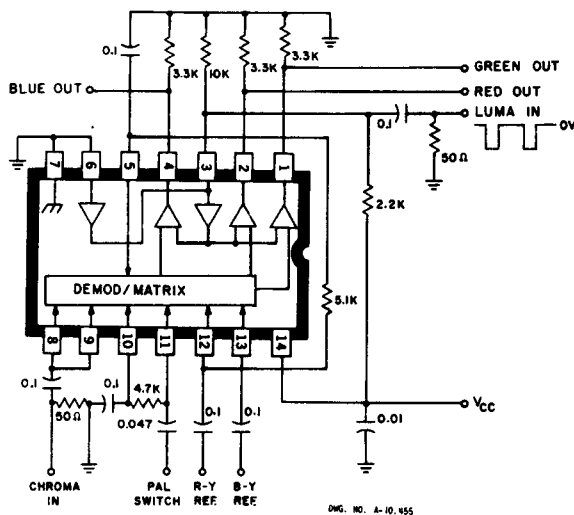 0.1
3.3K
10K
3.3K
3.3K
GREEN OUT
BLUE OUT
RED OUT
LUMA IN
0.1
0V
50Ω
7
6
5
4
3
2
1
2.2K
DEMOD/MATRIX
5.1K
8
9
10
11
12
13
14
0.1
0.1
4.7K
50Ω
0.047
0.1
0.1
VCC
0.01
CHROMA IN
PAL SWITCH
R-Y REF.
B-Y REF.
DWG. NO. A-10,455